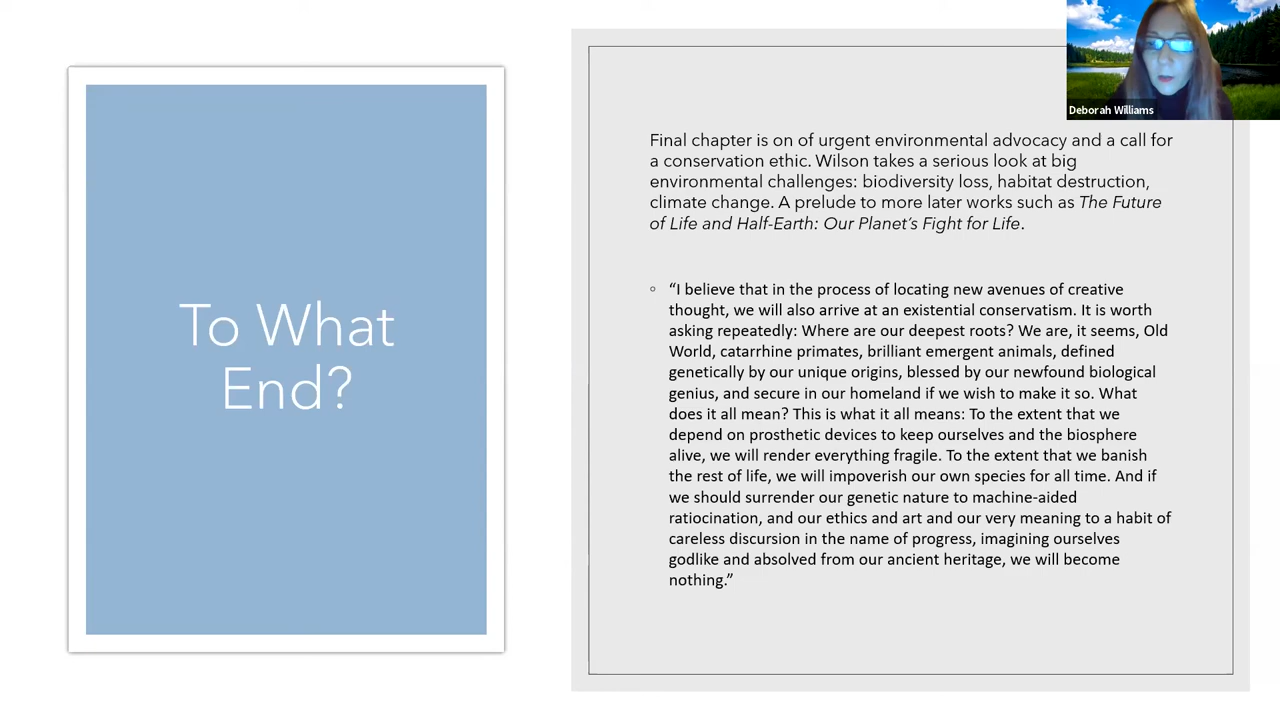 To What
End?
Deborah Williams
Final chapter is on of urgent environmental advocacy and a call for
a conservation ethic. Wilson takes a serious look at big
environmental challenges: biodiversity loss, habitat destruction,
climate change. A prelude to more later works such as The Future
of Life and Half-Earth: Our Planet's Fight for Life.
◦ “I believe that in the process of locating new avenues of creative
thought, we will also arrive at an existential conservatism. It is worth
asking repeatedly: Where are our deepest roots? We are, it seems, Old
World, catarrhine primates, brilliant emergent animals, defined
genetically by our unique origins, blessed by our newfound biological
genius, and secure in our homeland if we wish to make it so. What
does it all mean? This is what it all means: To the extent that we
depend on prosthetic devices to keep ourselves and the biosphere
alive, we will render everything fragile. To the extent that we banish
the rest of life, we will impoverish our own species for all time. And if
we should surrender our genetic nature to machine-aided
ratiocination, and our ethics and art and our very meaning to a habit of
careless discursion in the name of progress, imagining ourselves
godlike and absolved from our ancient heritage, we will become
nothing.”